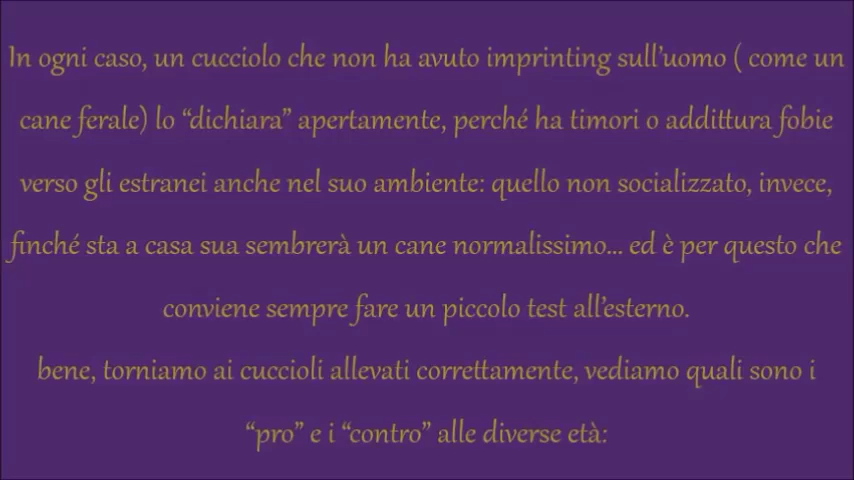 In ogni caso, un cucciolo che non ha avuto imprinting sull'uomo ( come un
cane ferale) lo “dichiara” apertamente, perché ha timori o addittura fobie
verso gli estranei anche nel suo ambiente: quello non socializzato, invece,
finché sta a casa sua sembrerà un cane normalissimo... ed è per questo che
conviene sempre fare un piccolo test all'esterno.
bene, torniamo ai cuccioli allevati correttamente, vediamo quali sono i
“pro” e i “contro” alle diverse età: